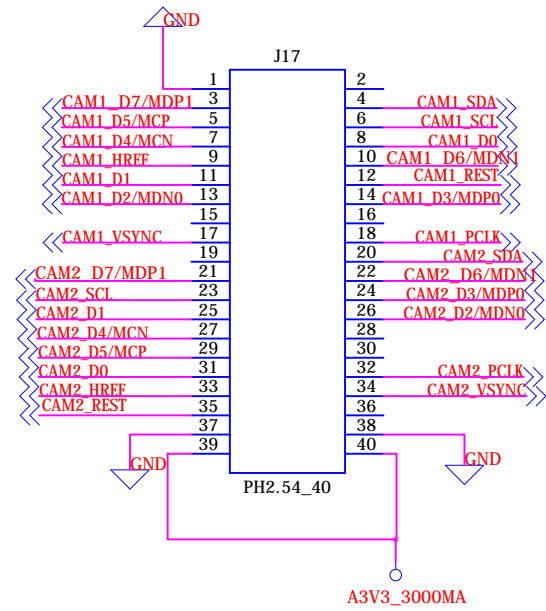 GND
J17
1 2
CAM1_D7/MDP1 3 4 CAM1_SDA
CAM1_D5/MCP 5 6 CAM1_SCL
CAM1_D4/MCN 7 8 CAM1_D0
CAM1_HREF 9 10 CAM1_D6/MDN1
CAM1_D1 11 12 CAM1_REST
CAM1_D2/MDN0 13 14 CAM1_D3/MDP0
15 16
CAM1_VSYNC 17 18 CAM1_PCLK
19 20 CAM2_SDA
CAM2_D7/MDP1 21 22 CAM2_D6/MDN1
CAM2_SCL 23 24 CAM2_D3/MDP0
CAM2_D1 25 26 CAM2_D2/MDN0
CAM2_D4/MCN 27 28
CAM2_D5/MCP 29 30
CAM2_D0 31 32 CAM2_PCLK
CAM2_HREF 33 34 CAM2_VSYNC
CAM2_REST 35 36
37 38
39 40
GND GND
PH2.54_40
A3V3_3000MA